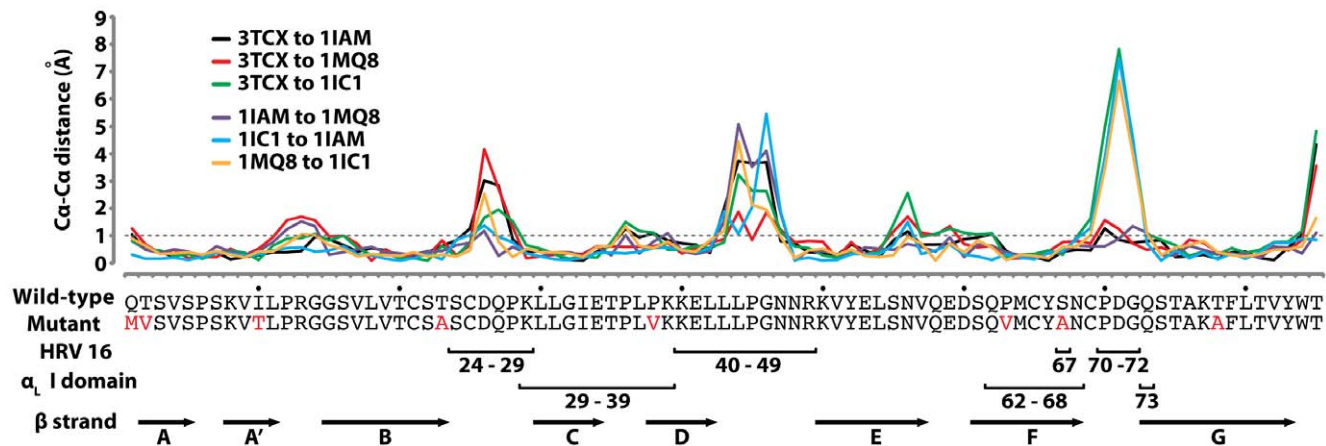 9
8
7
6
5
4
3
2
1
0
Cα-Cα distance (Å)
3TCX to 1IAM
3TCX to 1MQ8
3TCX to 1IC1
1IAM to 1MQ8
1IC1 to 1IAM
1MQ8 to 1IC1
Wild-type QTSVSPSKVILPRGGSVLVTCSTSCDQPKLLGIETPLPKKELLLPGNNRKVYELSNVQEDSQPMCYSNCPDGQSTAKTFLTVYWT
Mutant MVSVSPSKVTLPRGGSVLVTCSASCDQPKLLGIETPLVKKELLLPGNNRKVYELSNVQEDSQVMCYANCPDGQSTAKAFLTVYWT
HRV 16 24 - 29 40 - 49 67 70 -72
αL I domain 29 - 39 62 - 68 73
β strand A A' B C D E F G